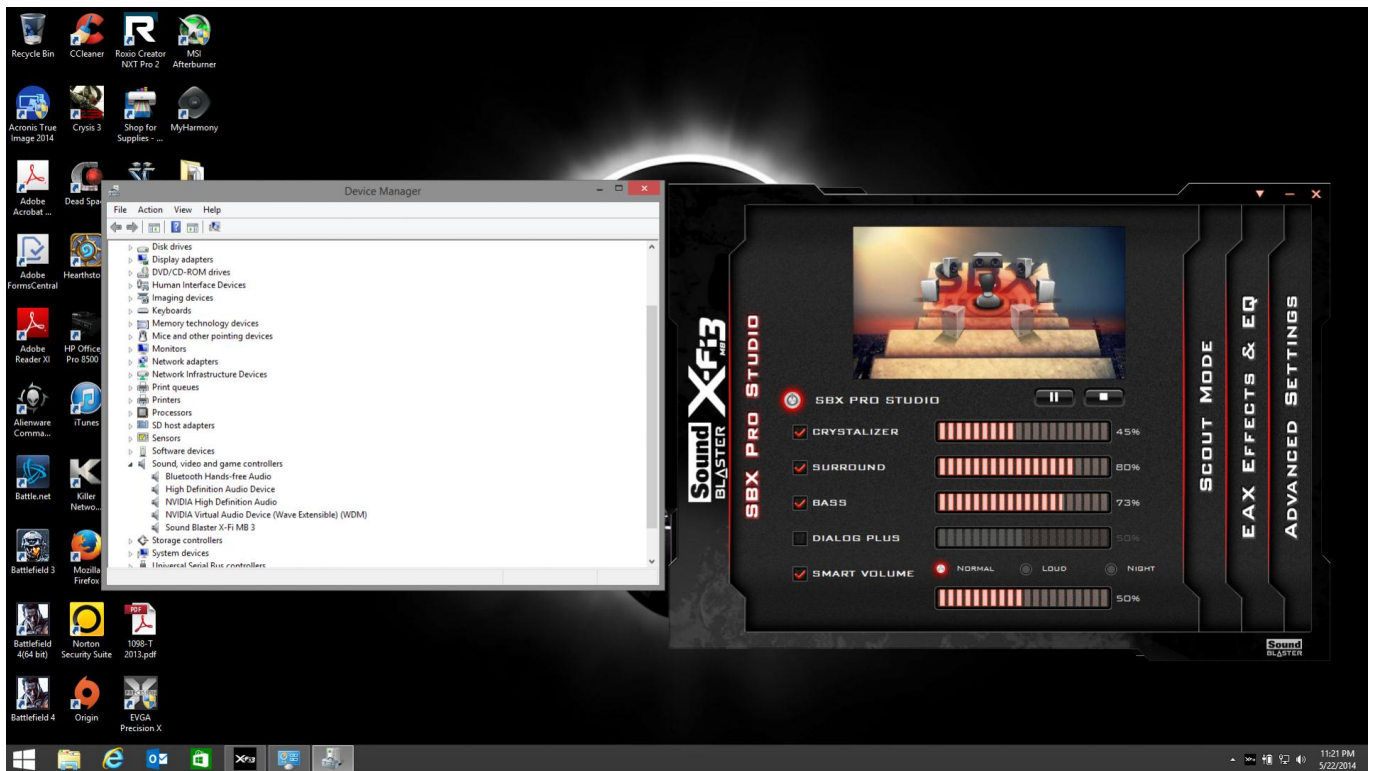 Recycle Bin
CCleaner
Roxio Creator
NXT Pro 2
MSI
Afterburner
Acronis True
Image 2014
Crysis 3
Shop for
Supplies - ...
MyHarmony
Adobe
Acrobat ...
Dead Spa
Adobe
FormsCentral
Hearthsto
Adobe
Reader XI
HP Office
Pro 8500
Alienware
Comma...
iTunes
Battle.net
Killer
Netwo...
Battlefield 3
Mozilla
Firefox
Battlefield
4(64 bit)
Norton
Security Suite
PDF
1098-T
2013.pdf
Battlefield 4
Origin
EVGA
Precision X
Device Manager
File Action View Help
Disk drives
Display adapters
DVD/CD-ROM drives
Human Interface Devices
Imaging devices
Keyboards
Memory technology devices
Mice and other pointing devices
Monitors
Network adapters
Network Infrastructure Devices
Print queues
Printers
Processors
SD host adapters
Sensors
Software devices
Sound, video and game controllers
Bluetooth Hands-free Audio
High Definition Audio Device
NVIDIA High Definition Audio
NVIDIA Virtual Audio Device (Wave Extensible) (WDM)
Sound Blaster X-Fi MB 3
Storage controllers
System devices
Universal Serial Bus controllers
Sound BLASTER X-Fi MB 3
SBX PRO STUDIO
SBX
SBX PRO STUDIO
CRYSTALIZER 45%
SURROUND 80%
BASS 73%
DIALOG PLUS 50%
SMART VOLUME NORMAL LOUD NIGHT
50%
SCOUT MODE
EAX EFFECTS & EQ
ADVANCED SETTINGS
Sound
BLASTER
11:21 PM
5/22/2014